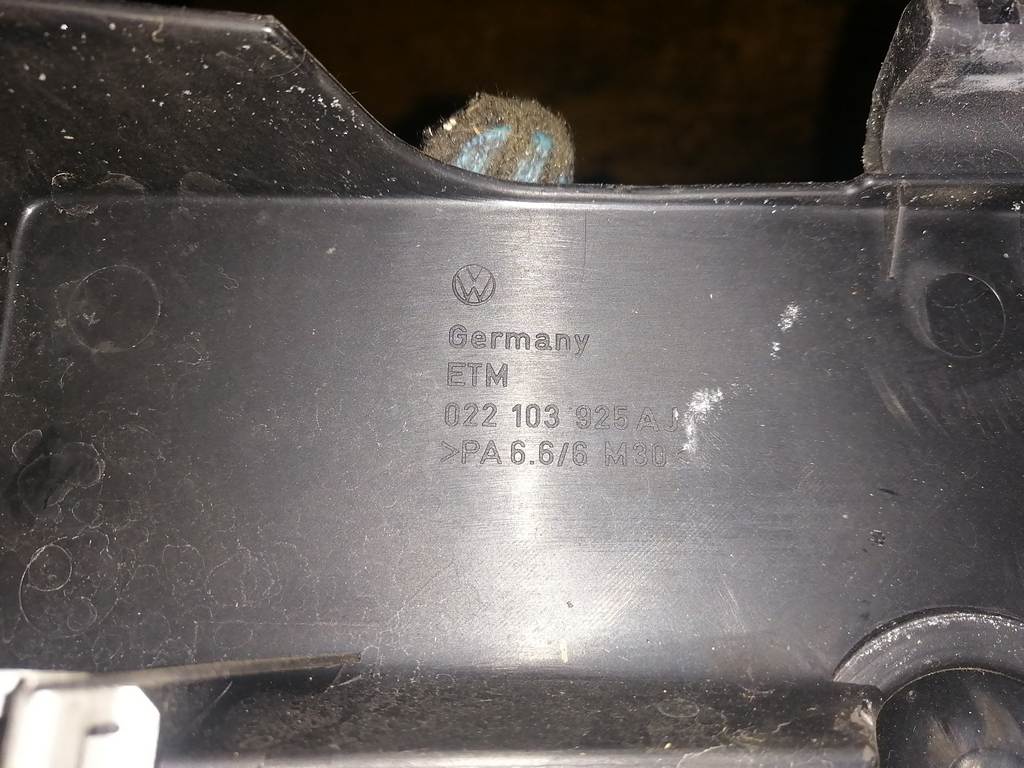 Germany
ETM
022 103 925 AJ
>PA 6.6/6 M30<